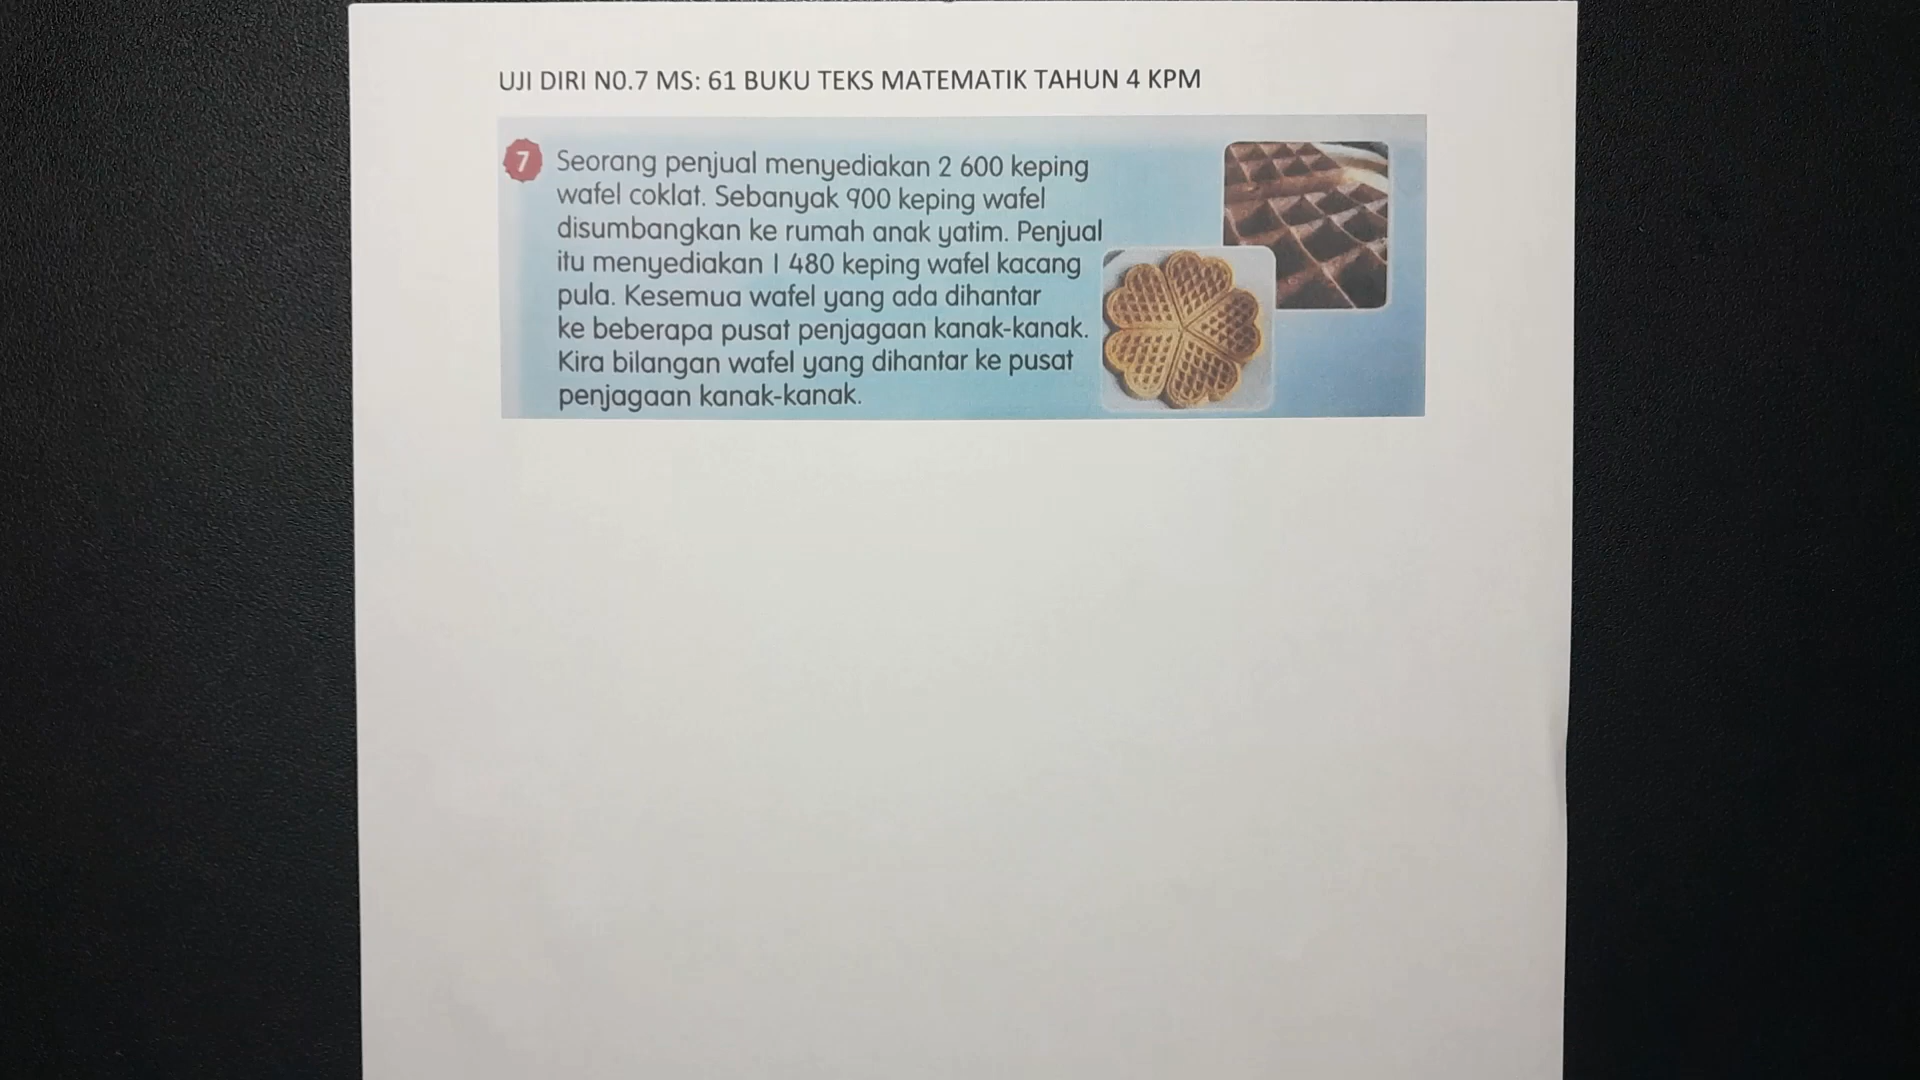 UJI DIRI NO.7 MS: 61 BUKU TEKS MATEMATIK TAHUN 4 KPM
7 Seorang penjual menyediakan 2 600 keping
wafel coklat. Sebanyak 900 keping wafel
disumbangkan ke rumah anak yatim. Penjual
itu menyediakan 1 480 keping wafel kacang
pula. Kesemua wafel yang ada dihantar
ke beberapa pusat penjagaan kanak-kanak.
Kira bilangan wafel yang dihantar ke pusat
penjagaan kanak-kanak.